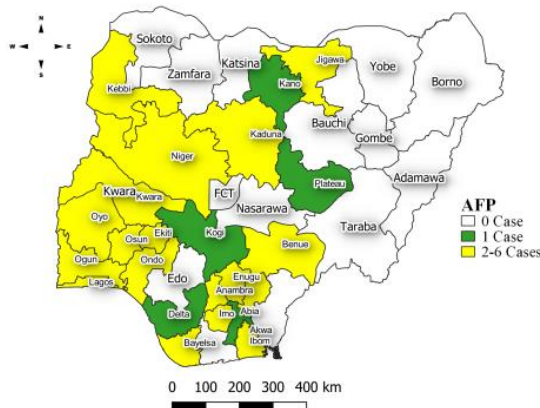 N
W E
S
Sokoto
Katsina
Jigawa
Yobe
Borno
Zamfara
Kano
Kebbi
Bauchi
Gombe
Kaduna
Niger
Adamawa
Plateau
Kwara
Kwara
FCT
Nasarawa
Taraba
Oyo
Ekiti
Kogi
Osun
Benue
Ogun
Ondo
Edo
Enugu
Lagos
Anambra
Delta
Imo
Abia
Akwa
Ibom
Bayelsa
AFP
0 Case
1 Case
2-6 Cases
0 100 200 300 400 km